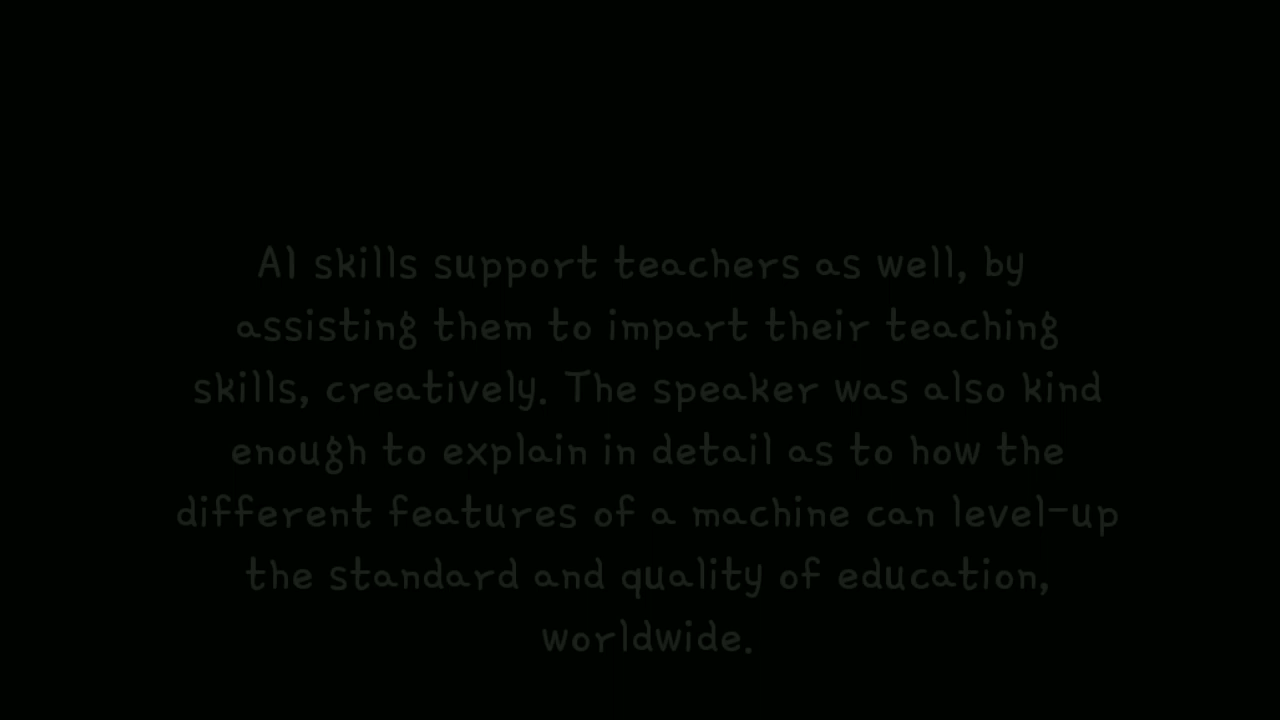 AI skills support teachers as well, by
assisting them to impart their teaching
skills, creatively. The speaker was also kind
enough to explain in detail as to how the
different features of a machine can level-up
the standard and quality of education,
worldwide.